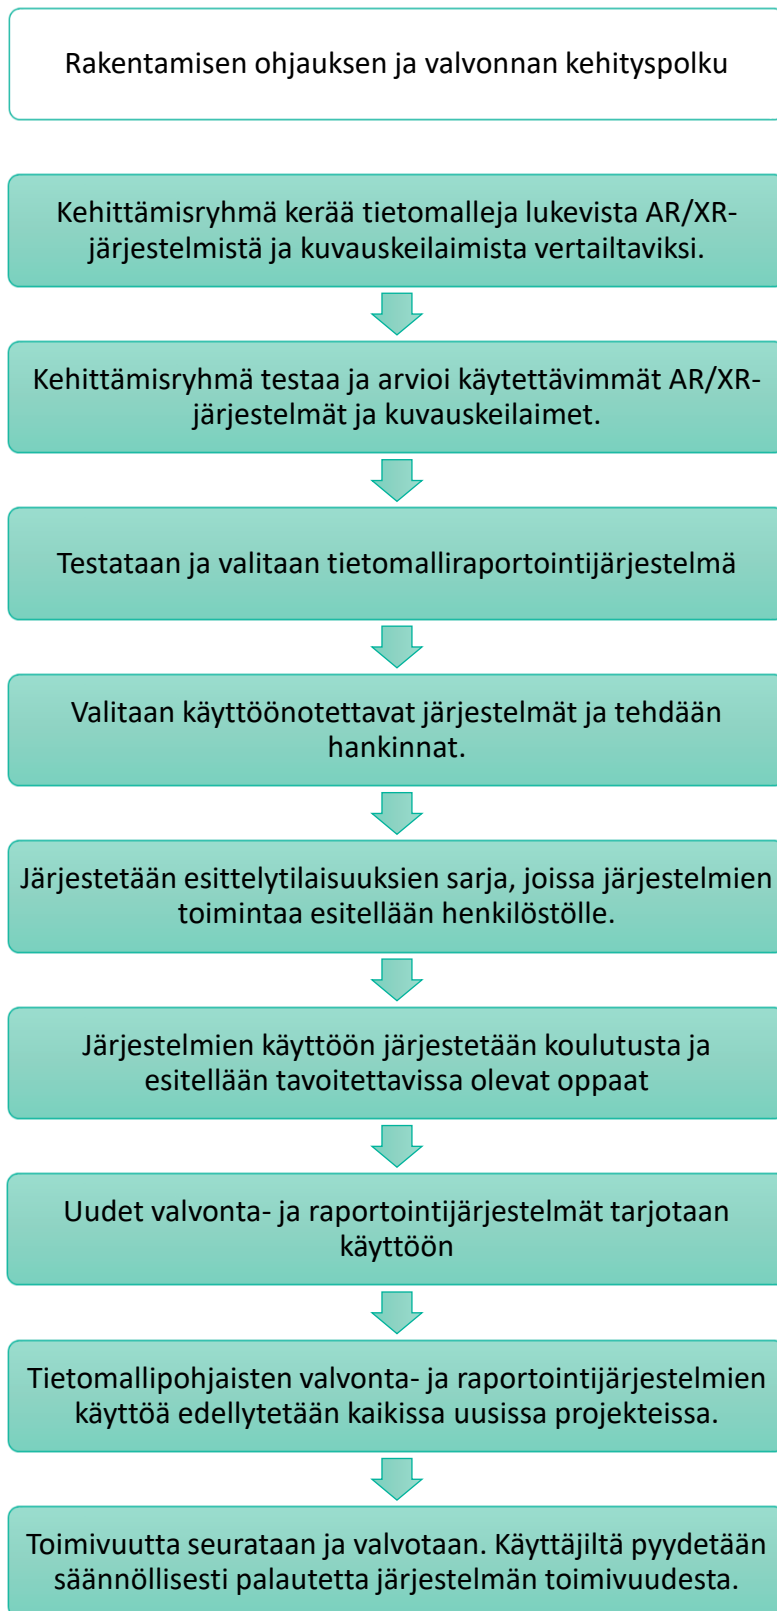 Rakentamisen ohjauksen ja valvonnan kehityspolku
Kehittämisryhmä kerää tietomalleja lukevista AR/XR-
järjestelmistä ja kuvauskeilaimista vertailtaviksi.
Kehittämisryhmä testaa ja arvioi käytettävimmät AR/XR-
järjestelmät ja kuvauskeilaimet.
Testataan ja valitaan tietomalliraportointijärjestelmä
Valitaan käyttöönotettavat järjestelmät ja tehdään
hankinnat.
Järjestetään esittelytilaisuuksien sarja, joissa järjestelmien
toimintaa esitellään henkilöstölle.
Järjestelmien käyttöön järjestetään koulutusta ja
esitellään tavoitettavissa olevat oppaat
Uudet valvonta- ja raportointijärjestelmät tarjotaan
käyttöön
Tietomallipohjaisten valvonta- ja raportointijärjestelmien
käyttöä edellytetään kaikissa uusissa projekteissa.
Toimivuutta seurataan ja valvotaan. Käyttäjiltä pyydetään
säännöllisesti palautetta järjestelmän toimivuudesta.